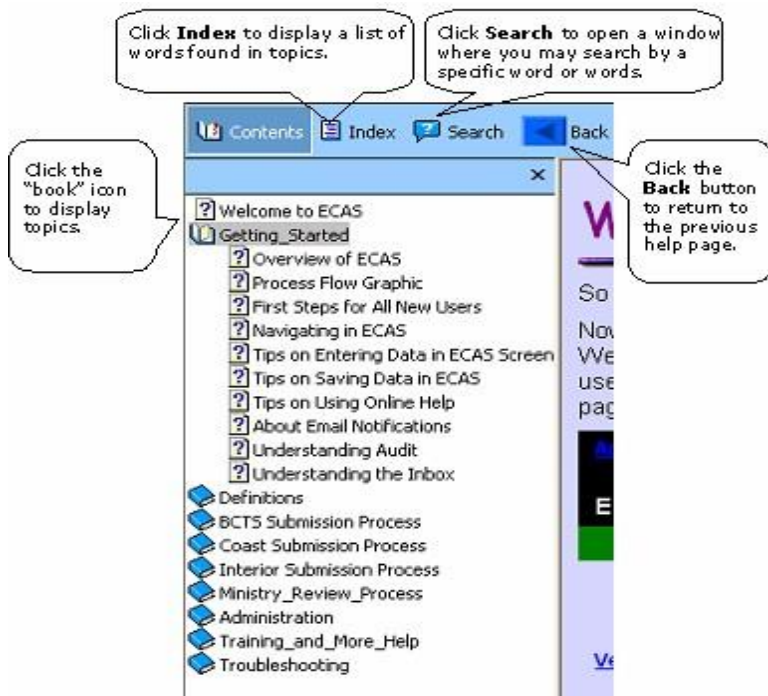 Click Index to display a list of
words found in topics.
Click Search to open a window
where you may search by a
specific word or words.
Contents Index Search Back
Click the
"book" icon
to display
topics.
Click the
Back button
to return to
the previous
help page.
×
Welcome to ECAS
Getting_Started
Overview of ECAS
Process Flow Graphic
First Steps for All New Users
Navigating in ECAS
Tips on Entering Data in ECAS Screen
Tips on Saving Data in ECAS
Tips on Using Online Help
About Email Notifications
Understanding Audit
Understanding the Inbox
Definitions
BCTS Submission Process
Coast Submission Process
Interior Submission Process
Ministry_Review_Process
Administration
Training_and_More_Help
Troubleshooting
W
So
Nov
We
use
pag
E
Ve